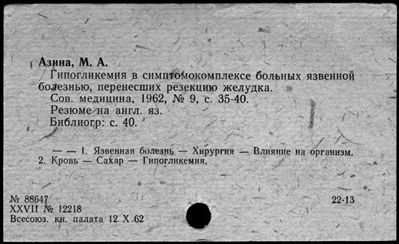 Азина, М. А.
Гипогликемия в симптомокомплексе больных язвенной
болезнью, перенесших резекцию желудка.
Сов. медицина, 1962, № 9, с. 35-40.
Резюме на англ. яз.
Библиогр: с. 40.
— — 1. Язвенная болезнь — Хирургия — Влияние на организм.
2. Кровь — Сахар — Гипогликемия.
№ 88647 22-13
XXVII № 12218
Всесоюз. кн. палата 12 X 62